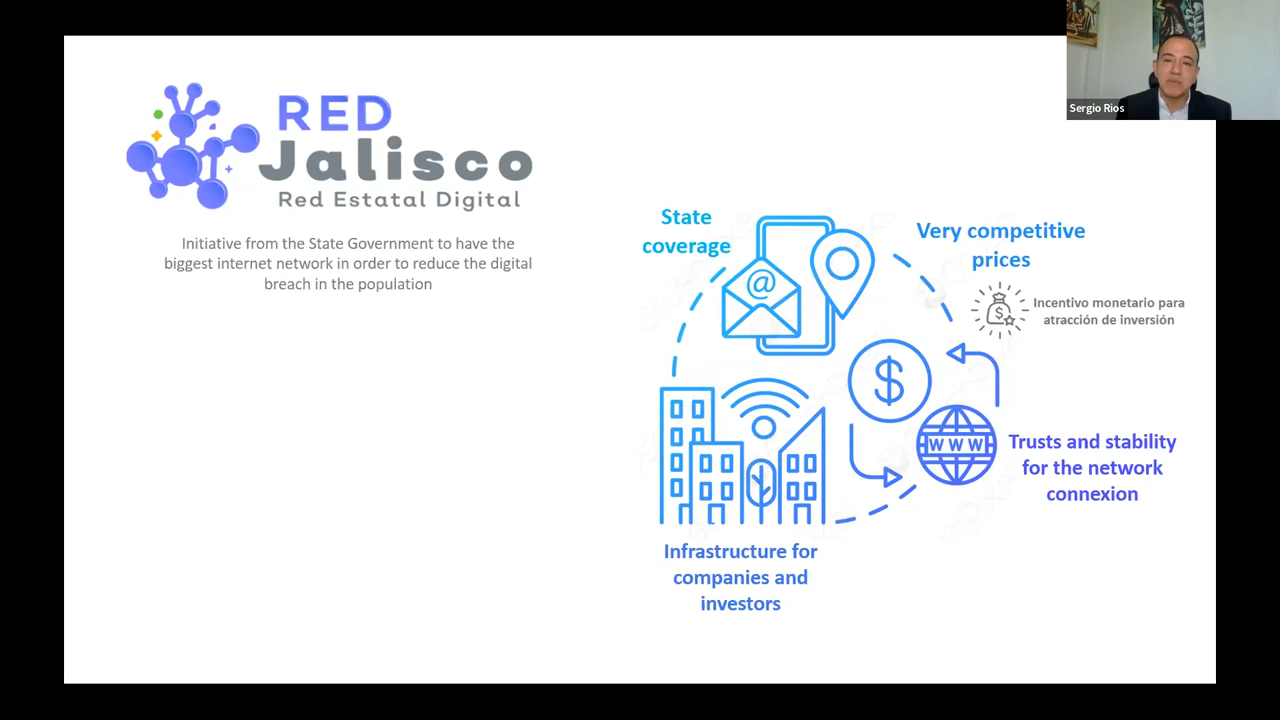 Sergio Rios
RED
Jalisco
Red Estatal Digital
Initiative from the State Government to have the
biggest internet network in order to reduce the digital
breach in the population
State
coverage
@
Very competitive
prices
$
Incentivo monetario para
atracción de inversión
$
WWW
Trusts and stability
for the network
connexion
Infrastructure for
companies and
investors